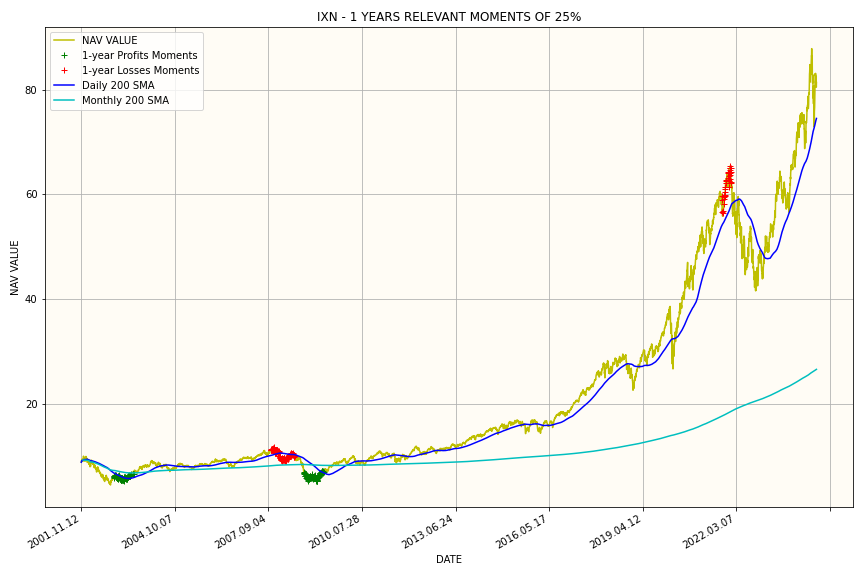 IXN - 1 YEARS RELEVANT MOMENTS OF 25%
NAV VALUE
1-year Profits Moments
1-year Losses Moments
Daily 200 SMA
Monthly 200 SMA
80
60
40
20
NAV VALUE
2001.11.12
2004.10.07
2007.09.04
2010.07.28
2013.06.24
2016.05.17
2019.04.12
2022.03.07
DATE